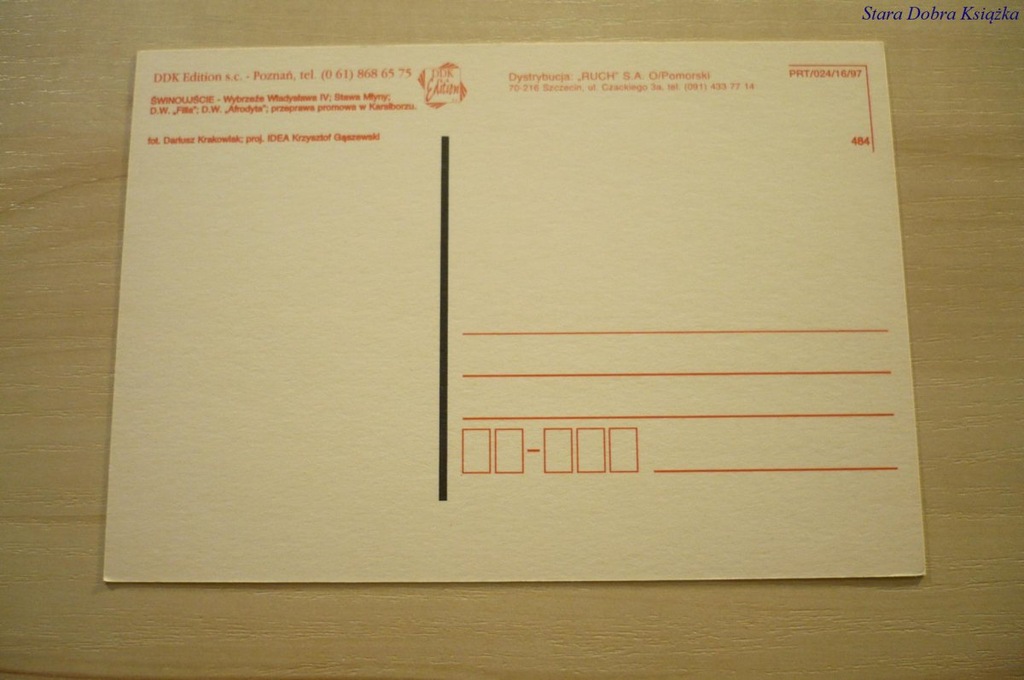 Stara Dobra Książka
DDK Edition s.c. - Poznań, tel. (0 61) 868 65 75
DDK
Edition
ŚWINOUJŚCIE - Wybrzeże Władysława IV; Stawa Młyny;
D.W. „Filla”; D.W. „Afrodyta”; przeprawa promowa w Karsiborzu.
fot. Dariusz Krakowiak; proj. IDEA Krzysztof Gąszewski
Dystrybucja: „RUCH” S.A. O/Pomorski
70-216 Szczecin, ul. Czackiego 3a, tel. (091) 433 77 14
PRT/024/16/97
484